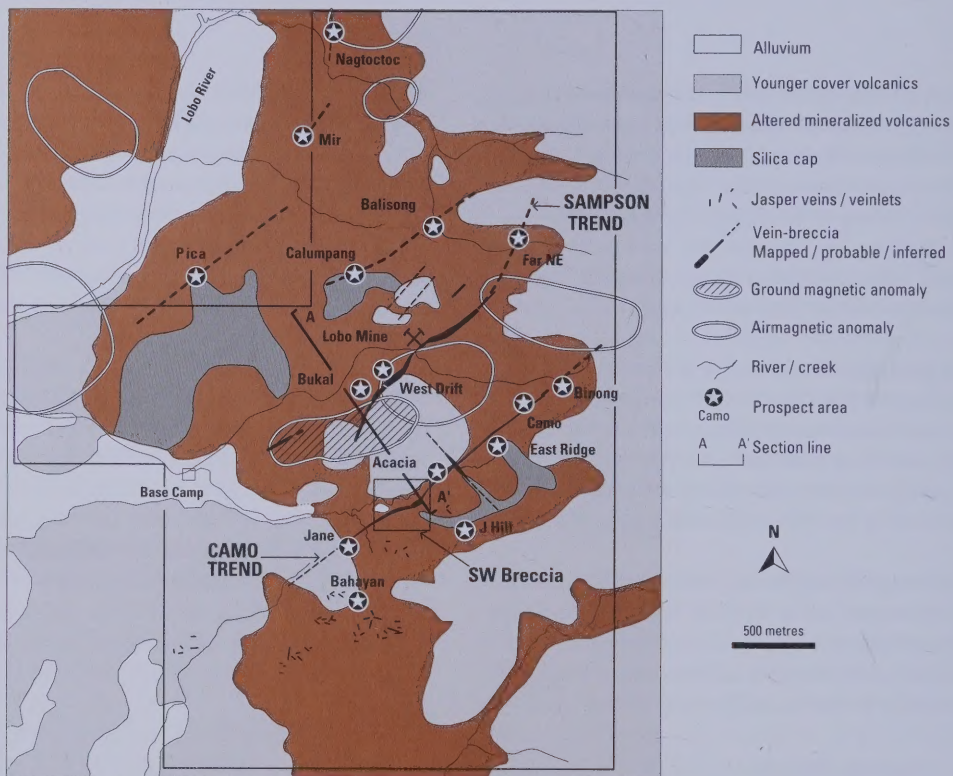 Nagtoctoc
Lobo River
Mir
Balisong
SAMPSON
TREND
Pica
Calumpang
Far NE
A
Lobo Mine
Bukal
West Drift
Binong
Camo
East Ridge
Acacia
Base Camp
A'
J Hill
Jane
CAMO
TREND
SW Breccia
Bahayan
Alluvium
Younger cover volcanics
Altered mineralized volcanics
Silica cap
Jasper veins / veinlets
Vein-breccia
Mapped / probable / inferred
Ground magnetic anomaly
Airmagnetic anomaly
River / creek
Camo
Prospect area
A A'
Section line
N
500 metres